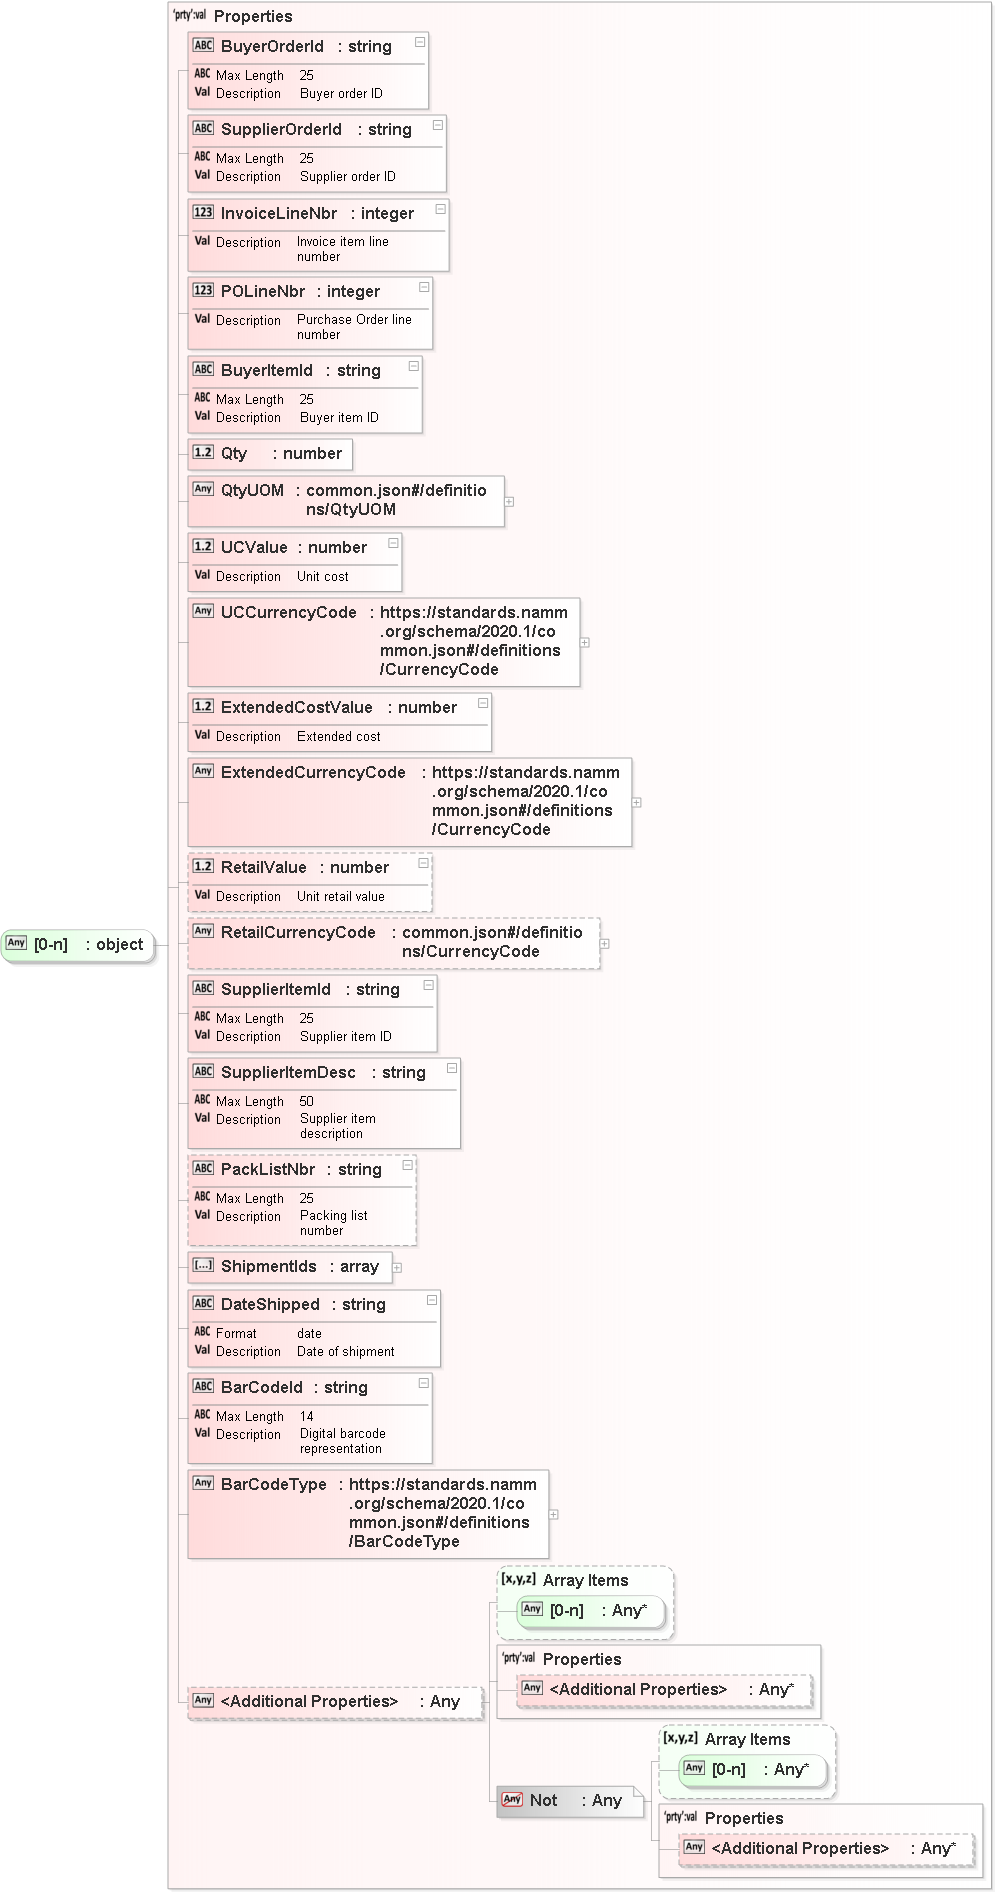 'prty':val Properties
ABC BuyerOrderId : string
ABC Max Length 25
Val Description Buyer order ID
ABC SupplierOrderId : string
ABC Max Length 25
Val Description Supplier order ID
123 InvoiceLineNbr : integer
Val Description Invoice item line
number
123 POLineNbr : integer
Val Description Purchase Order line
number
ABC BuyerItemId : string
ABC Max Length 25
Val Description Buyer item ID
1.2 Qty : number
Any QtyUOM : common.json#/definitio
ns/QtyUOM
1.2 UCValue : number
Val Description Unit cost
Any UCCurrencyCode : https://standards.namm
.org/schema/2020.1/co
mmon.json#/definitions
/CurrencyCode
1.2 ExtendedCostValue : number
Val Description Extended cost
Any ExtendedCurrencyCode : https://standards.namm
.org/schema/2020.1/co
mmon.json#/definitions
/CurrencyCode
1.2 RetailValue : number
Val Description Unit retail value
Any RetailCurrencyCode : common.json#/definitio
ns/CurrencyCode
Any [0-n] : object
ABC SupplierItemId : string
ABC Max Length 25
Val Description Supplier item ID
ABC SupplierItemDesc : string
ABC Max Length 50
Val Description Supplier item
description
ABC PackListNbr : string
ABC Max Length 25
Val Description Packing list
number
[...] ShipmentIds : array
ABC DateShipped : string
ABC Format date
Val Description Date of shipment
ABC BarCodeId : string
ABC Max Length 14
Val Description Digital barcode
representation
Any BarCodeType : https://standards.namm
.org/schema/2020.1/co
mmon.json#/definitions
/BarCodeType
[x,y,z] Array Items
Any [0-n] : Any*
'prty':val Properties
Any <Additional Properties> : Any*
Any <Additional Properties> : Any
[x,y,z] Array Items
Any [0-n] : Any*
Any Not : Any
'prty':val Properties
Any <Additional Properties> : Any*